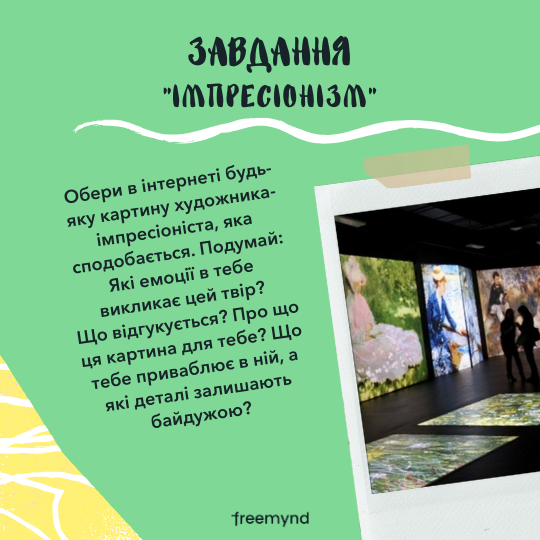 ЗАВДАННЯ
"ІМПРЕСІОНІЗМ"
Обери в інтернеті будь-
яку картину художника-
імпресіоніста, яка
сподобається. Подумай:
Які емоції в тебе
викликає цей твір?
Що відгукується? Про що
ця картина для тебе? Що
тебе приваблює в ній, а
які деталі залишають
байдужою?
freemynd